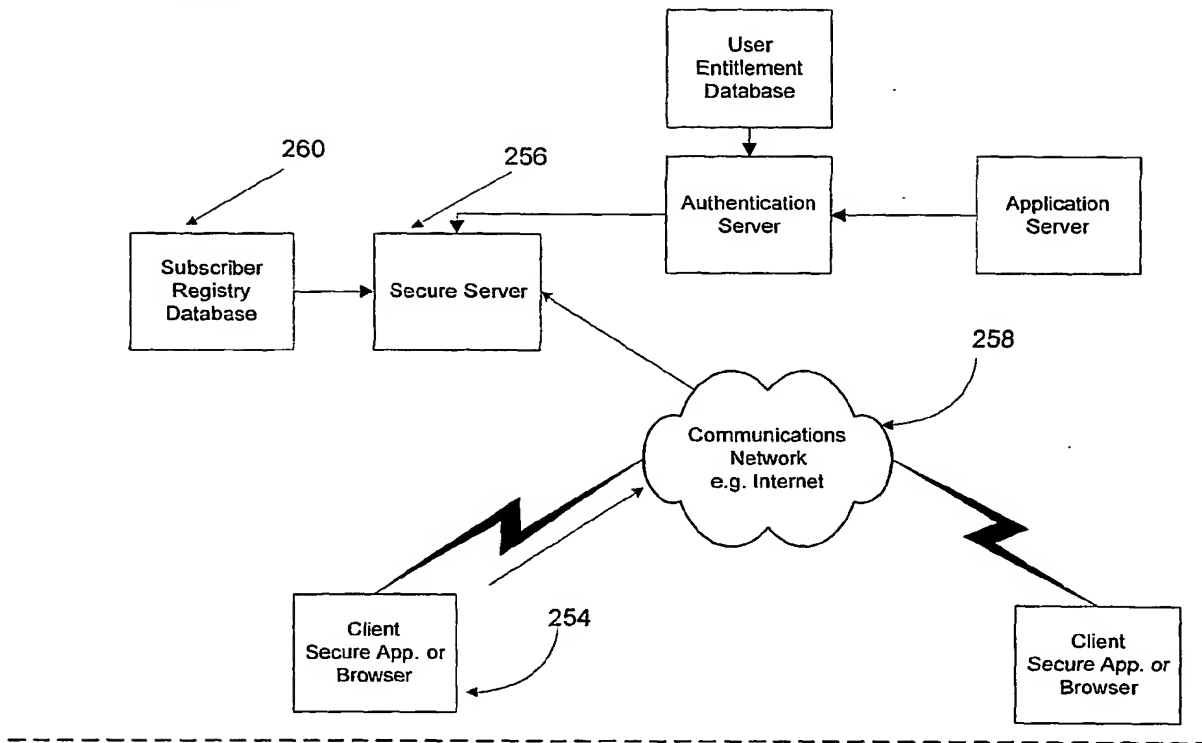 User
Entitlement
Database
260
256
Authentication
Server
Application
Server
Subscriber
Registry
Database
Secure Server
258
Communications
Network
e.g. Internet
254
Client
Secure App. or
Browser
Client
Secure App. or
Browser